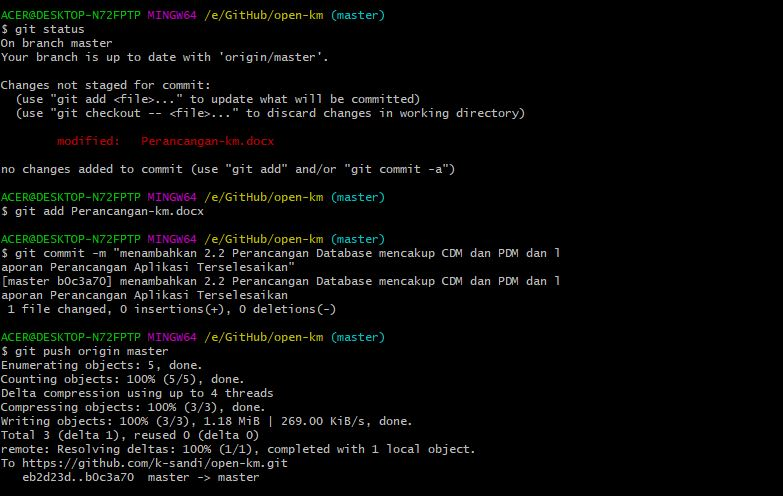 ACER@DESKTOP-N72FPTP MINGW64 /e/GitHub/open-km (master)
$ git status
On branch master
Your branch is up to date with 'origin/master'.
Changes not staged for commit:
(use "git add <file>..." to update what will be committed)
(use "git checkout -- <file>..." to discard changes in working directory)
modified: Perancangan-km.docx
no changes added to commit (use "git add" and/or "git commit -a")
ACER@DESKTOP-N72FPTP MINGW64 /e/GitHub/open-km (master)
$ git add Perancangan-km.docx
ACER@DESKTOP-N72FPTP MINGW64 /e/GitHub/open-km (master)
$ git commit -m "menambahkan 2.2 Perancangan Database mencakup CDM dan PDM dan l
aporan Perancangan Aplikasi Terselesaikan"
[master b0c3a70] menambahkan 2.2 Perancangan Database mencakup CDM dan PDM dan l
aporan Perancangan Aplikasi Terselesaikan
1 file changed, 0 insertions(+), 0 deletions(-)
ACER@DESKTOP-N72FPTP MINGW64 /e/GitHub/open-km (master)
$ git push origin master
Enumerating objects: 5, done.
Counting objects: 100% (5/5), done.
Delta compression using up to 4 threads
Compressing objects: 100% (3/3), done.
Writing objects: 100% (3/3), 1.18 MiB | 269.00 KiB/s, done.
Total 3 (delta 1), reused 0 (delta 0)
remote: Resolving deltas: 100% (1/1), completed with 1 local object.
To https://github.com/k-sandi/open-km.git
eb2d23d..b0c3a70 master -> master